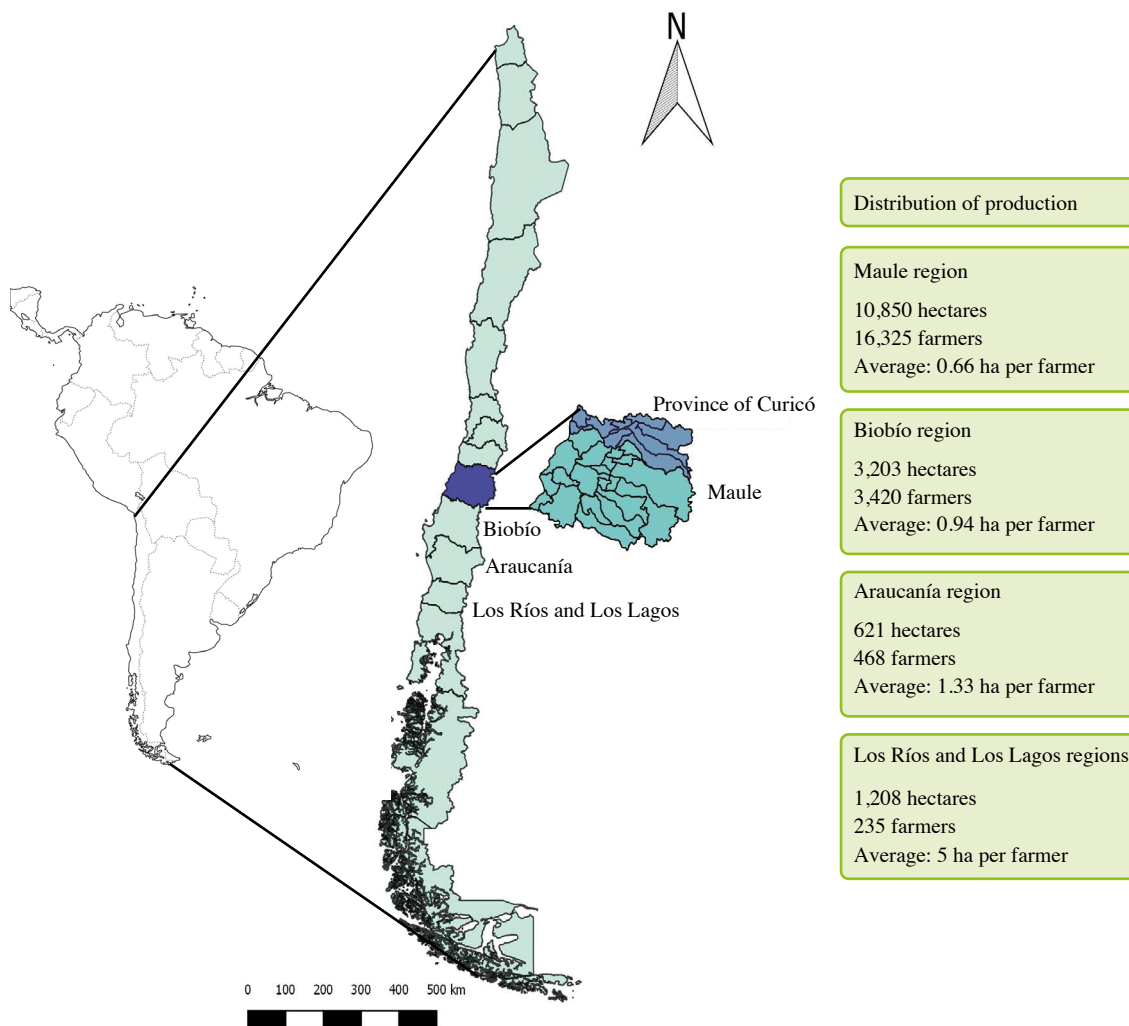 N
Province of Curicó
Maule
Biobío
Araucanía
Los Ríos and Los Lagos
0 100 200 300 400 500 km
Distribution of production
Maule region
10,850 hectares
16,325 farmers
Average: 0.66 ha per farmer
Biobío region
3,203 hectares
3,420 farmers
Average: 0.94 ha per farmer
Araucanía region
621 hectares
468 farmers
Average: 1.33 ha per farmer
Los Ríos and Los Lagos regions
1,208 hectares
235 farmers
Average: 5 ha per farmer